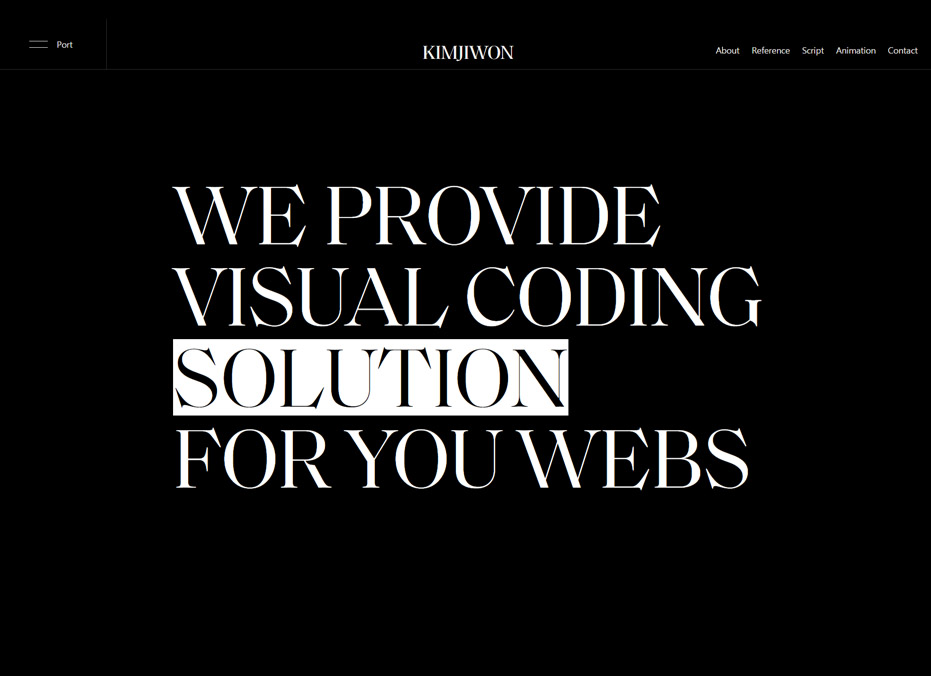 Port
KIMJIWON
About Reference Script Animation Contact
WE PROVIDE
VISUAL CODING
SOLUTION
FOR YOU WEBS